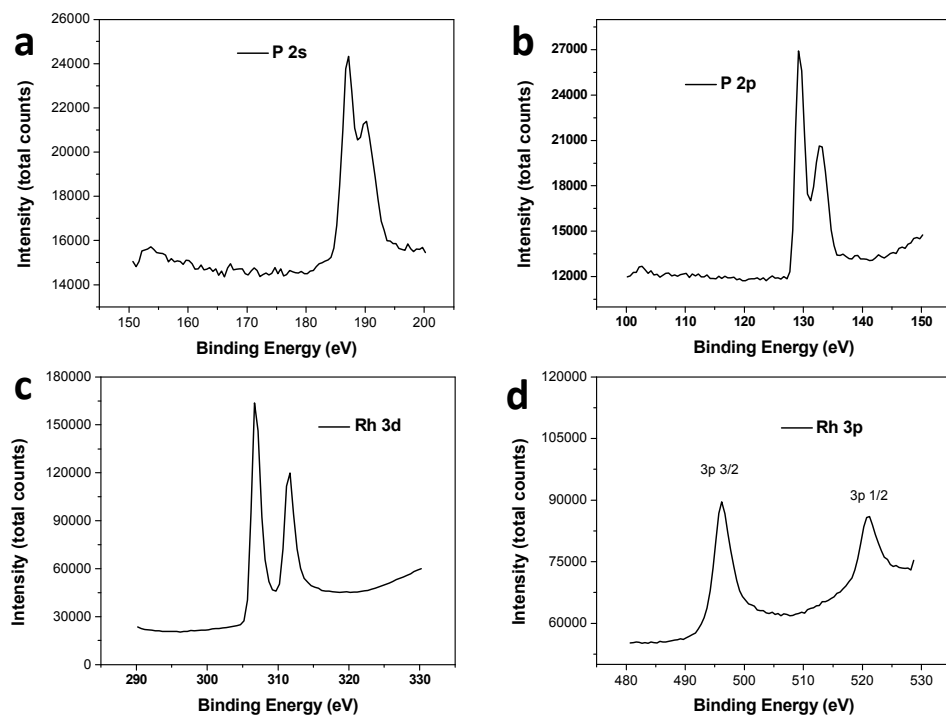 a
P 2s
Intensity (total counts)
26000
24000
22000
20000
18000
16000
14000
150 160 170 180 190 200
Binding Energy (eV)
b
P 2p
Intensity (total counts)
27000
24000
21000
18000
15000
12000
100 110 120 130 140 150
Binding Energy (eV)
c
Rh 3d
Intensity (total counts)
180000
150000
120000
90000
60000
30000
0
290 300 310 320 330
Binding Energy (eV)
d
Rh 3p
3p 3/2
3p 1/2
Intensity (total counts)
120000
105000
90000
75000
60000
480 490 500 510 520 530
Binding Energy (eV)